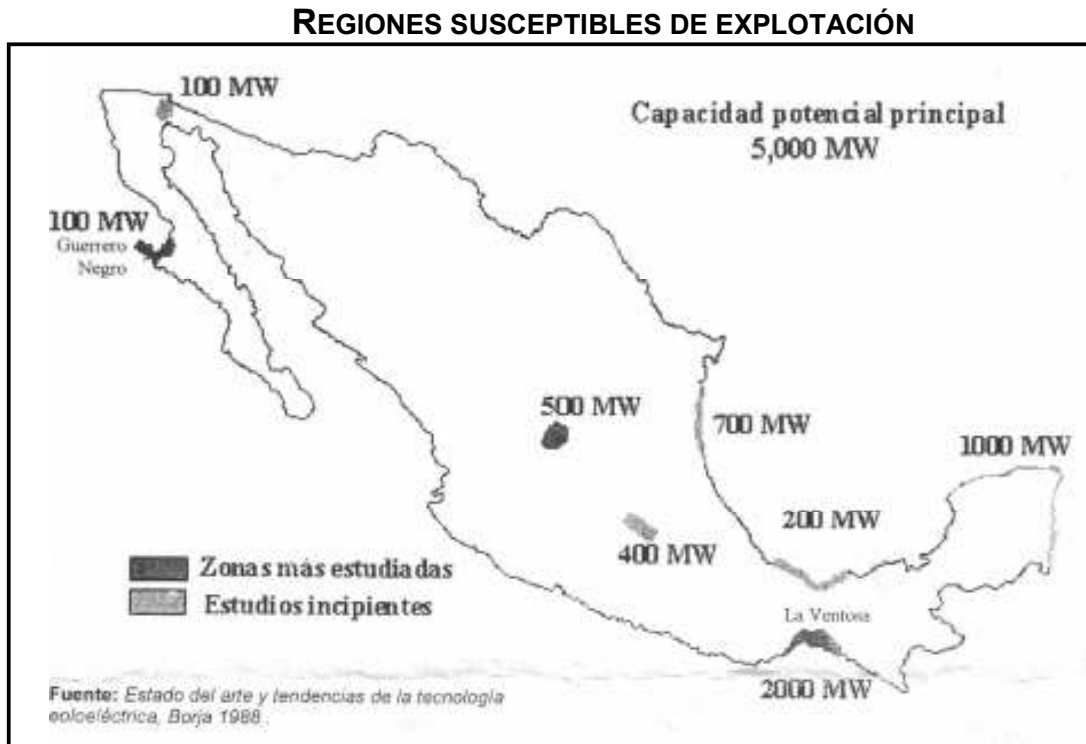 REGIONES SUSCEPTIBLES DE EXPLOTACIÓN
100 MW
Capacidad potencial principal
5,000 MW
100 MW
Guerrero
Negro
500 MW
700 MW
1000 MW
200 MW
400 MW
Zonas más estudiadas
Estudios incipientes
La Ventosa
2000 MW
Fuente: Estado del arte y tendencias de la tecnología
eoloeléctrica, Borja 1988.